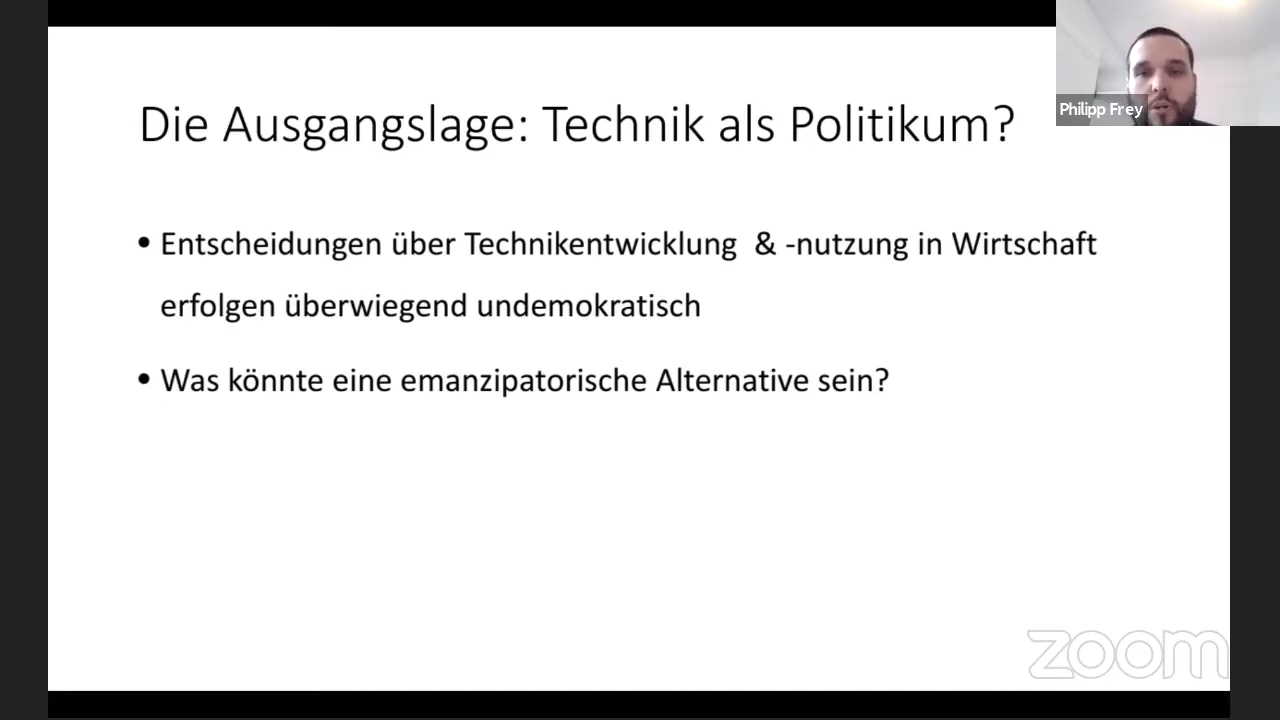 Die Ausgangslage: Technik als Politikum?
Philipp Frey
• Entscheidungen über Technikentwicklung & -nutzung in Wirtschaft
erfolgen überwiegend undemokratisch
• Was könnte eine emanzipatorische Alternative sein?
zoom